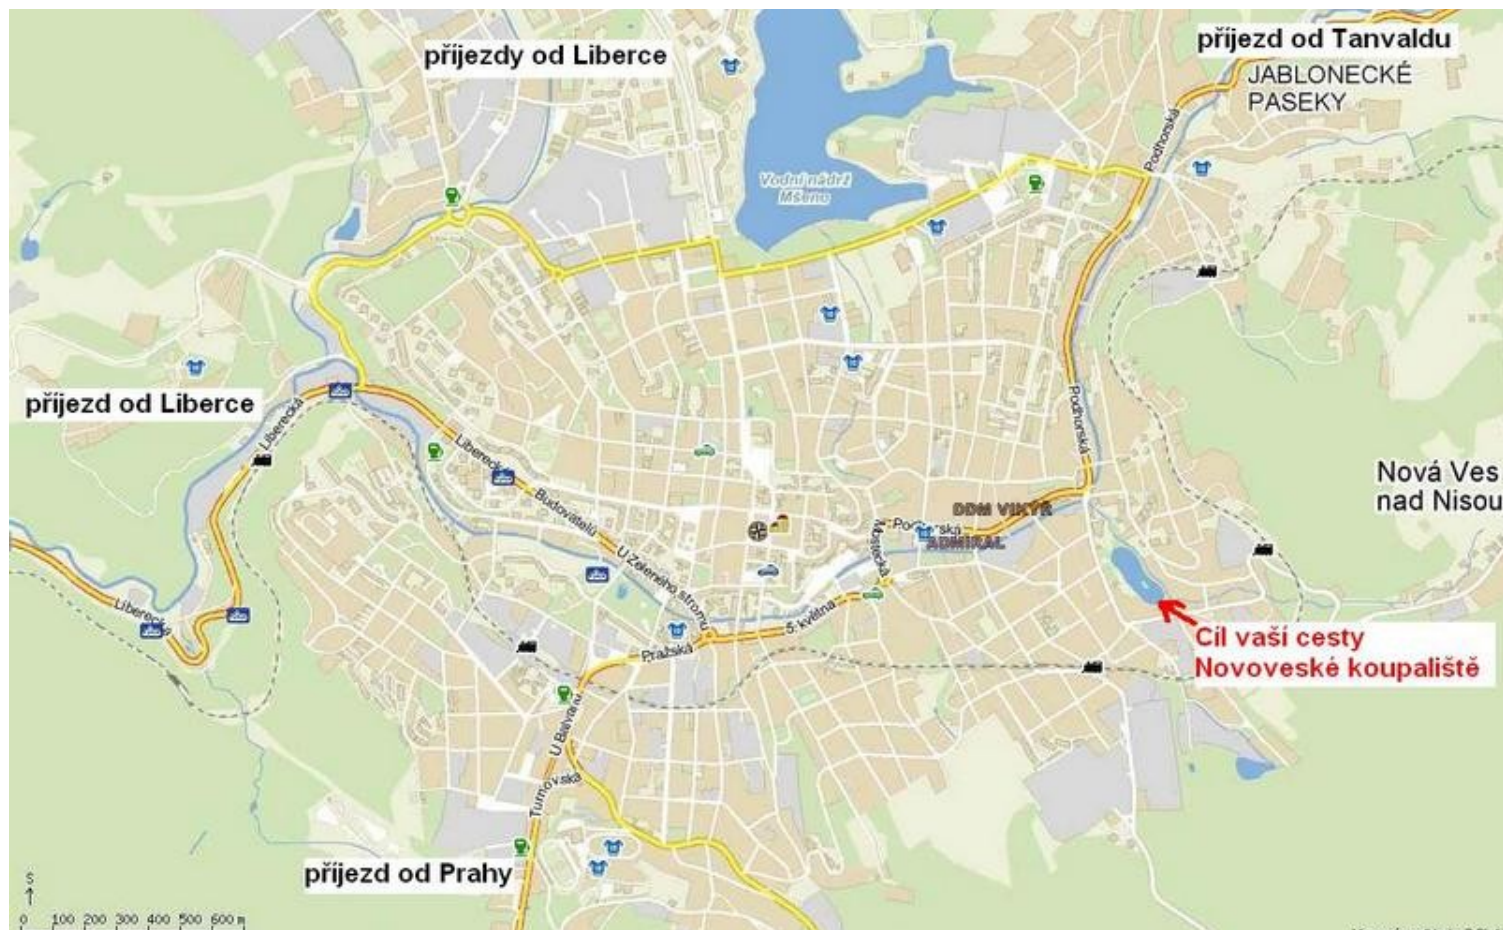 příjezdy od Liberce
příjezd od Tanvaldu
JABLONECKÉ
PASEKY
Podhorská
Vodní nádrž
Mšeno
příjezd od Liberce
Liberecká
Podhorská
Liberecká
Nová Ves
nad Nisou
Budovatelů
DDM VIKÝŘ
Podhorská
ADMIRAL
Mostecká
U Zeleného stromu
Liberecká
5. května
Pražská
Cíl vaší cesty
Novoveské koupaliště
U Balvanu
Turnovská
příjezd od Prahy
S
0 100 200 300 400 500 600 m